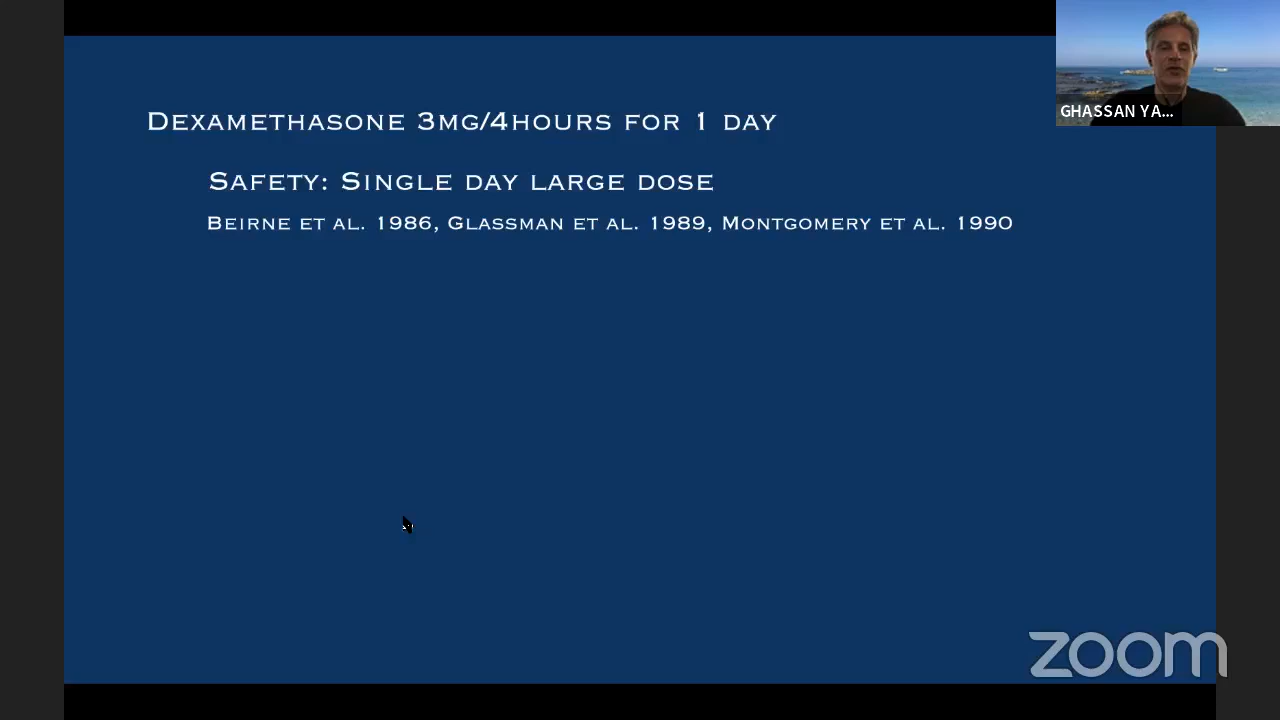 Dexamethasone 3mg/4hours for 1 day
Safety: Single day large dose
Beirne et al. 1986, Glassman et al. 1989, Montgomery et al. 1990
GHASSAN YA...
zoom